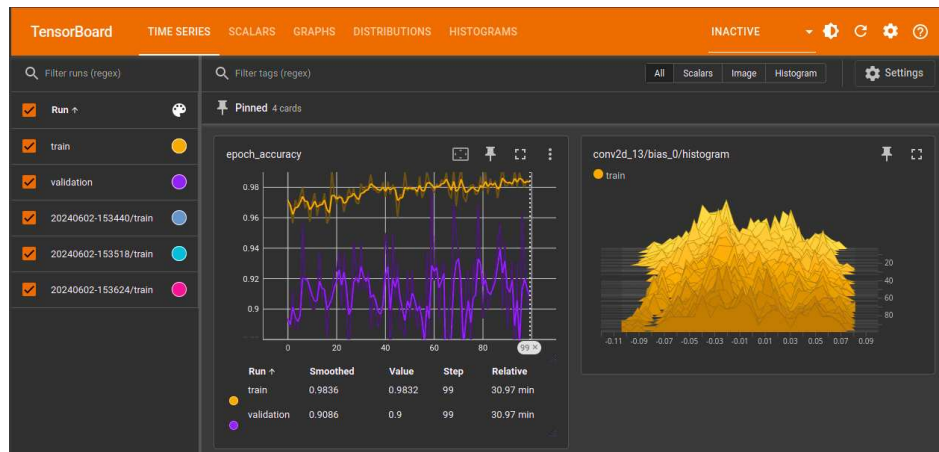 TensorBoard TIME SERIES SCALARS GRAPHS DISTRIBUTIONS HISTOGRAMS INACTIVE
Filter runs (regex)
Run ↑
train
validation
20240602-153440/train
20240602-153518/train
20240602-153624/train
Filter tags (regex) All Scalars Image Histogram Settings
Pinned 4 cards
epoch_accuracy
0.98
0.96
0.94
0.92
0.9
0 20 40 60 80 99 ×
Run ↑ Smoothed Value Step Relative
train 0.9836 0.9832 99 30.97 min
validation 0.9086 0.9 99 30.97 min
conv2d_13/bias_0/histogram
train
20
40
60
80
-0.11 -0.09 -0.07 -0.05 -0.03 -0.01 0.01 0.03 0.05 0.07 0.09